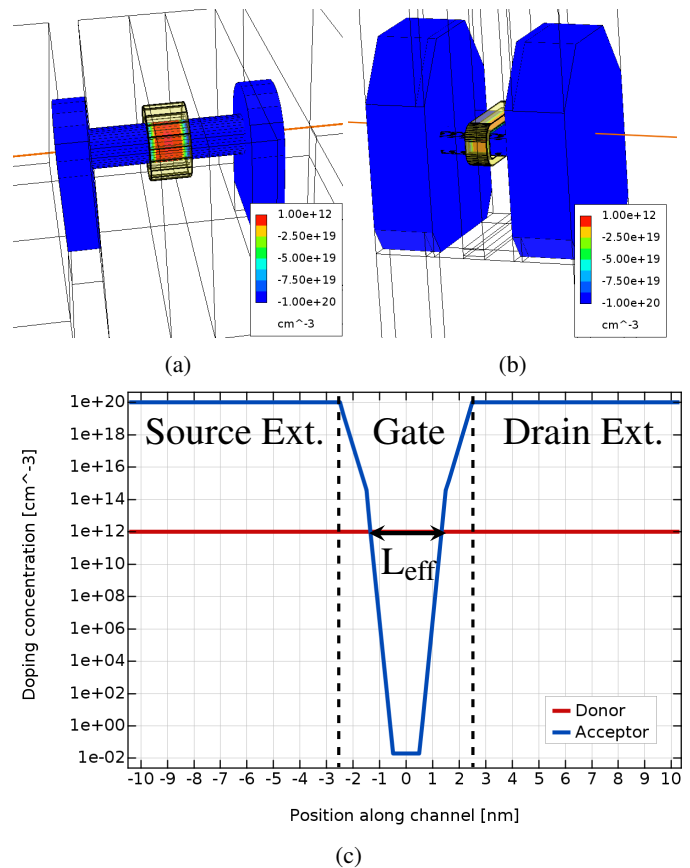 1.00e+12
-2.50e+19
-5.00e+19
-7.50e+19
-1.00e+20
cm^-3
(a)
1.00e+12
-2.50e+19
-5.00e+19
-7.50e+19
-1.00e+20
cm^-3
(b)
Doping concentration [cm^-3]
1e+20
1e+18
1e+16
1e+14
1e+12
1e+10
1e+08
1e+06
1e+04
1e+02
1e+00
1e-02
Source Ext. Gate Drain Ext.
Leff
Donor
Acceptor
-10 -9 -8 -7 -6 -5 -4 -3 -2 -1 0 1 2 3 4 5 6 7 8 9 10
Position along channel [nm]
(c)